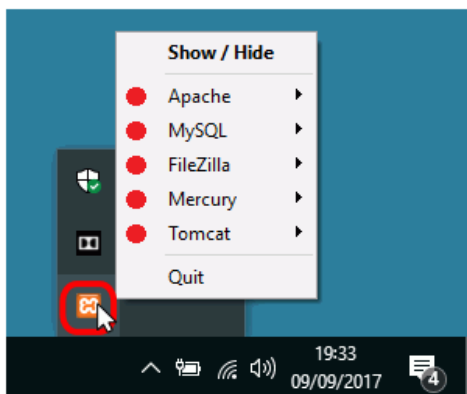 Show / Hide
Apache
MySQL
FileZilla
Mercury
Tomcat
Quit
19:33
09/09/2017
4